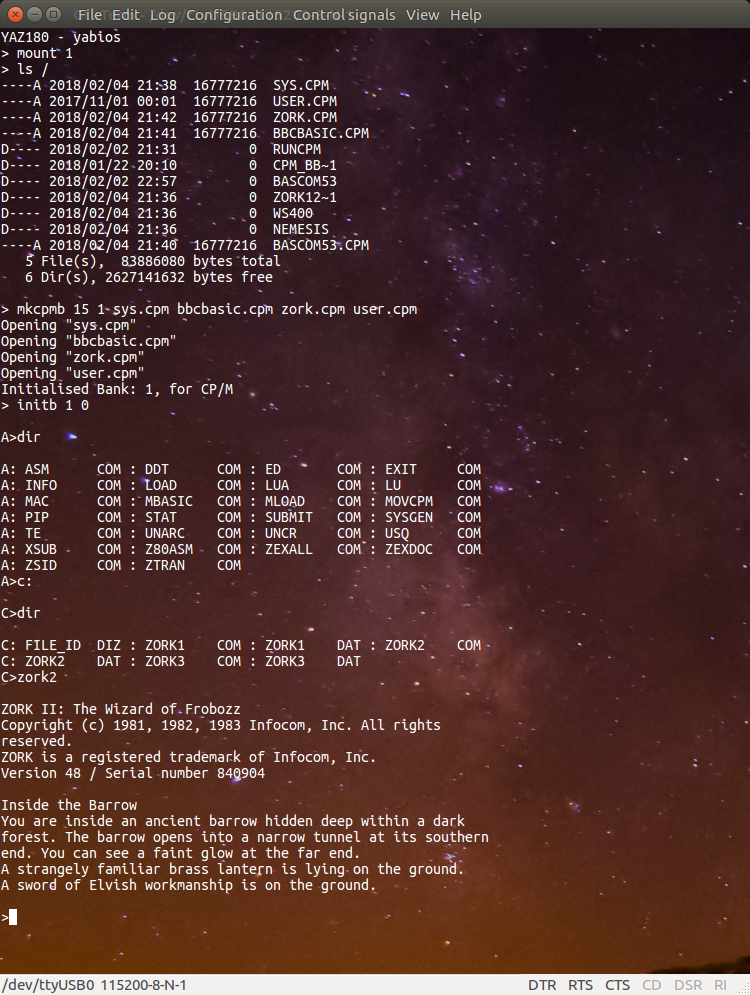 File Edit Log Configuration Control signals View Help
YAZ180 - yabios
> mount 1
> ls /
----A 2018/02/04 21:38  16777216  SYS.CPM
----A 2017/11/01 00:01  16777216  USER.CPM
----A 2018/02/04 21:42  16777216  ZORK.CPM
----A 2018/02/04 21:41  16777216  BBCBASIC.CPM
D---- 2018/02/02 21:31         0  RUNCPM
D---- 2018/01/22 20:10         0  CPM_BB~1
D---- 2018/02/02 22:57         0  BASCOM53
D---- 2018/02/04 21:36         0  ZORK12~1
D---- 2018/02/04 21:36         0  WS400
D---- 2018/02/04 21:36         0  NEMESIS
----A 2018/02/04 21:40  16777216  BASCOM53.CPM
   5 File(s),  83886080 bytes total
   6 Dir(s), 2627141632 bytes free
> mkcpmb 15 1 sys.cpm bbcbasic.cpm zork.cpm user.cpm
Opening "sys.cpm"
Opening "bbcbasic.cpm"
Opening "zork.cpm"
Opening "user.cpm"
Initialised Bank: 1, for CP/M
> initb 1 0
A>dir
A: ASM      COM : DDT      COM : ED       COM : EXIT     COM
A: INFO     COM : LOAD     COM : LUA      COM : LU       COM
A: MAC      COM : MBASIC   COM : MLOAD    COM : MOVCPM   COM
A: PIP      COM : STAT     COM : SUBMIT   COM : SYSGEN   COM
A: TE       COM : UNARC    COM : UNCR     COM : USQ      COM
A: XSUB     COM : Z80ASM   COM : ZEXALL   COM : ZEXDOC   COM
A: ZSID     COM : ZTRAN    COM
A>c:
C>dir
C: FILE_ID  DIZ : ZORK1    COM : ZORK1    DAT : ZORK2    COM
C: ZORK2    DAT : ZORK3    COM : ZORK3    DAT
C>zork2
ZORK II: The Wizard of Frobozz
Copyright (c) 1981, 1982, 1983 Infocom, Inc. All rights
reserved.
ZORK is a registered trademark of Infocom, Inc.
Version 48 / Serial number 840904
Inside the Barrow
You are inside an ancient barrow hidden deep within a dark
forest. The barrow opens into a narrow tunnel at its southern
end. You can see a faint glow at the far end.
A strangely familiar brass lantern is lying on the ground.
A sword of Elvish workmanship is on the ground.
>
/dev/ttyUSB0 115200-8-N-1 DTR RTS CTS CD DSR RI